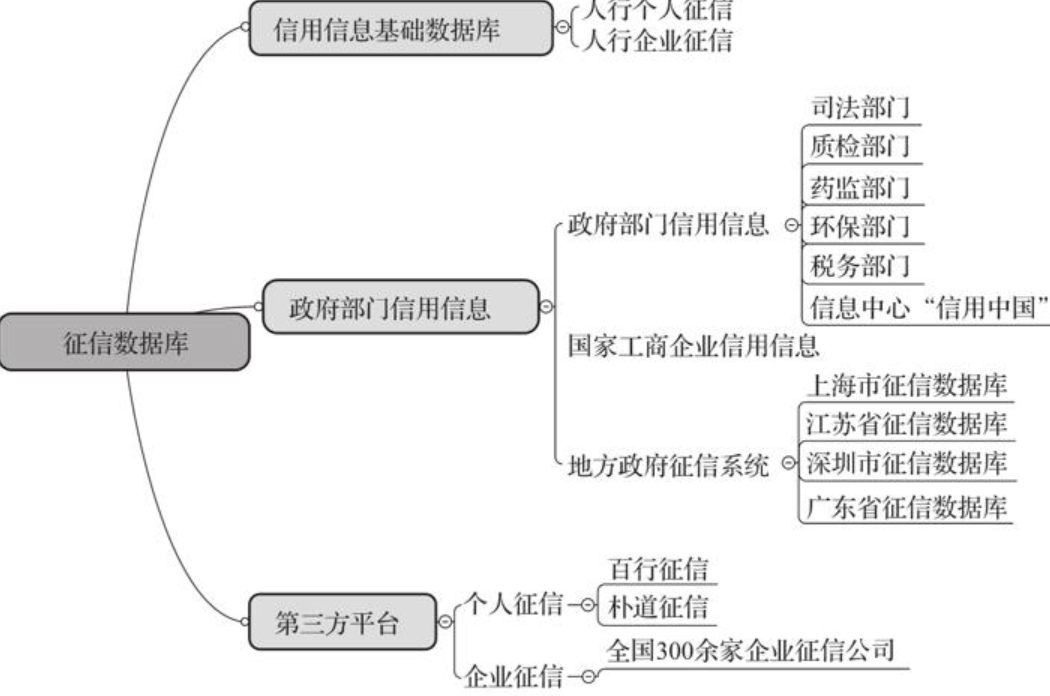 信用信息基础数据库
人行个人征信
人行企业征信
征信数据库
政府部门信用信息
政府部门信用信息
司法部门
质检部门
药监部门
环保部门
税务部门
信息中心“信用中国”
国家工商企业信用信息
地方政府征信系统
上海市征信数据库
江苏省征信数据库
深圳市征信数据库
广东省征信数据库
第三方平台
个人征信
百行征信
朴道征信
企业征信
全国300余家企业征信公司